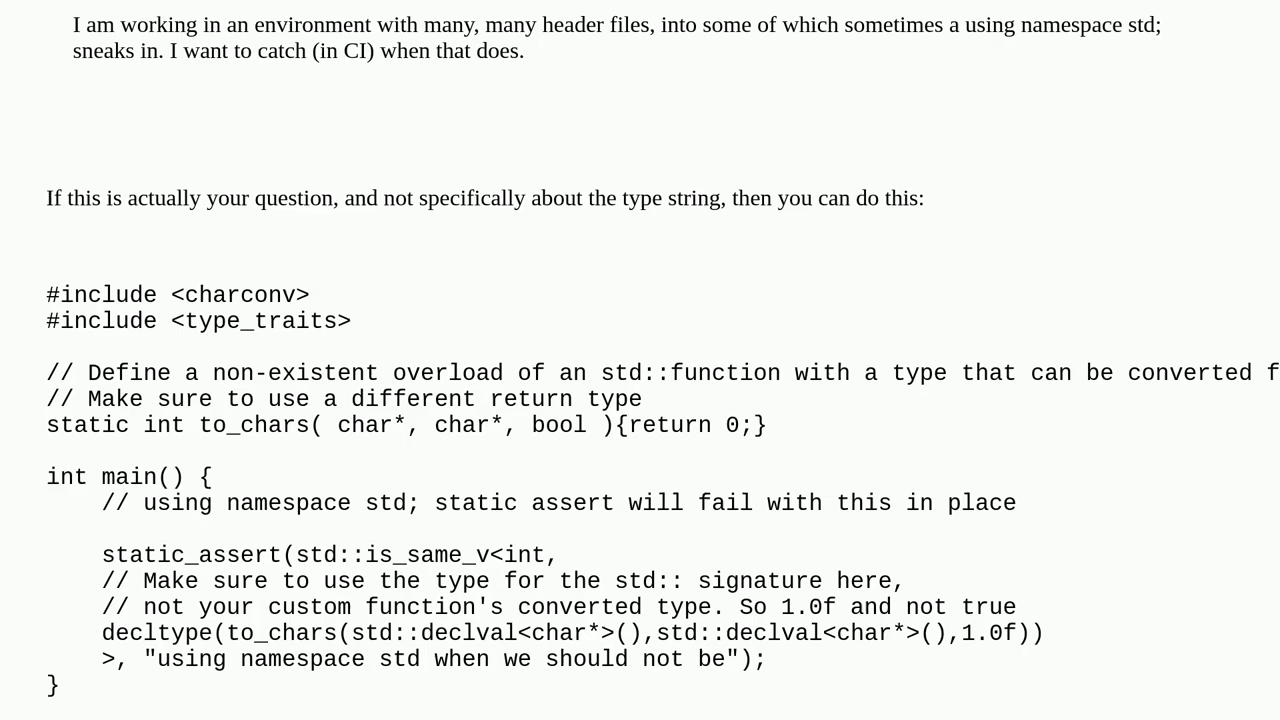 I am working in an environment with many, many header files, into some of which sometimes a using namespace std;
sneaks in. I want to catch (in CI) when that does.
If this is actually your question, and not specifically about the type string, then you can do this:
#include <charconv>
#include <type_traits>
// Define a non-existent overload of an std::function with a type that can be converted f
// Make sure to use a different return type
static int to_chars( char*, char*, bool ){return 0;}
int main() {
    // using namespace std; static assert will fail with this in place
    static_assert(std::is_same_v<int,
    // Make sure to use the type for the std:: signature here,
    // not your custom function's converted type. So 1.0f and not true
    decltype(to_chars(std::declval<char*>(),std::declval<char*>(),1.0f))
    >, "using namespace std when we should not be");
}